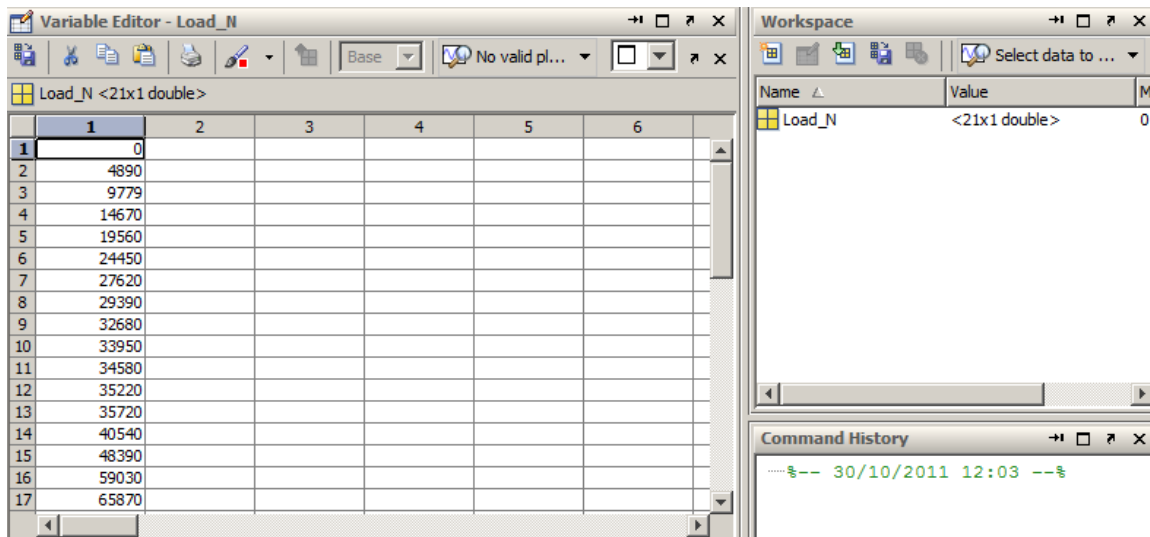 Variable Editor - Load_N
Base
No valid pl...
Load_N <21x1 double>
1 2 3 4 5 6
1 0
2 4890
3 9779
4 14670
5 19560
6 24450
7 27620
8 29390
9 32680
10 33950
11 34580
12 35220
13 35720
14 40540
15 48390
16 59030
17 65870
Workspace
Select data to ...
Name Value M
Load_N <21x1 double> 0
Command History
%-- 30/10/2011 12:03 --%